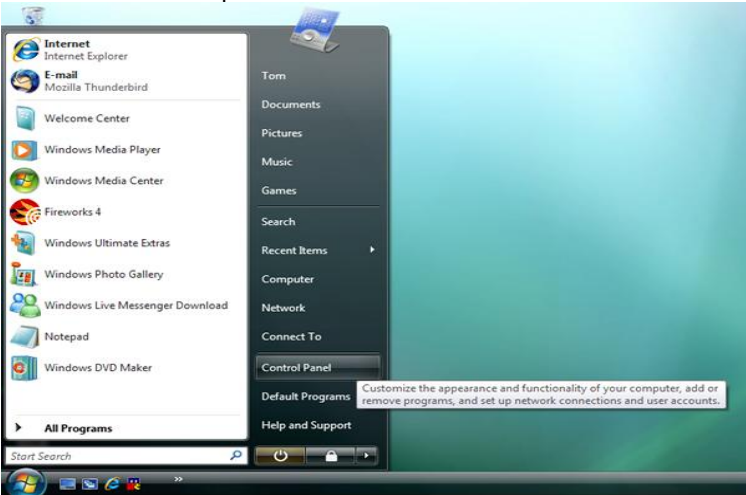 Internet
Internet Explorer
E-mail
Mozilla Thunderbird
Welcome Center
Windows Media Player
Windows Media Center
Fireworks 4
Windows Ultimate Extras
Windows Photo Gallery
Windows Live Messenger Download
Notepad
Windows DVD Maker
All Programs
Start Search
Tom
Documents
Pictures
Music
Games
Search
Recent Items
Computer
Network
Connect To
Control Panel
Customize the appearance and functionality of your computer, add or
remove programs, and set up network connections and user accounts.
Default Programs
Help and Support